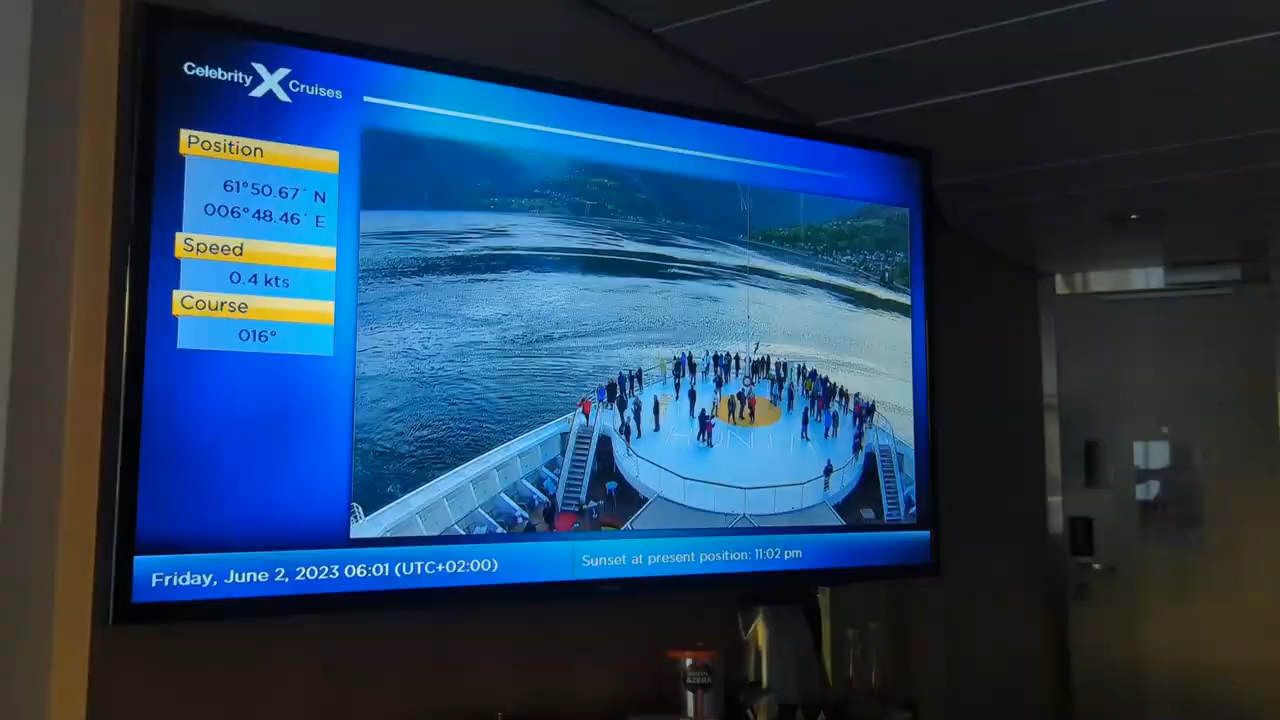 Celebrity X Cruises
Position
61°50.67' N
006°48.46' E
Speed
0.4 kts
Course
016°
Friday, June 2, 2023 06:01 (UTC+02:00)
Sunset at present position: 11:02 pm
AZERA